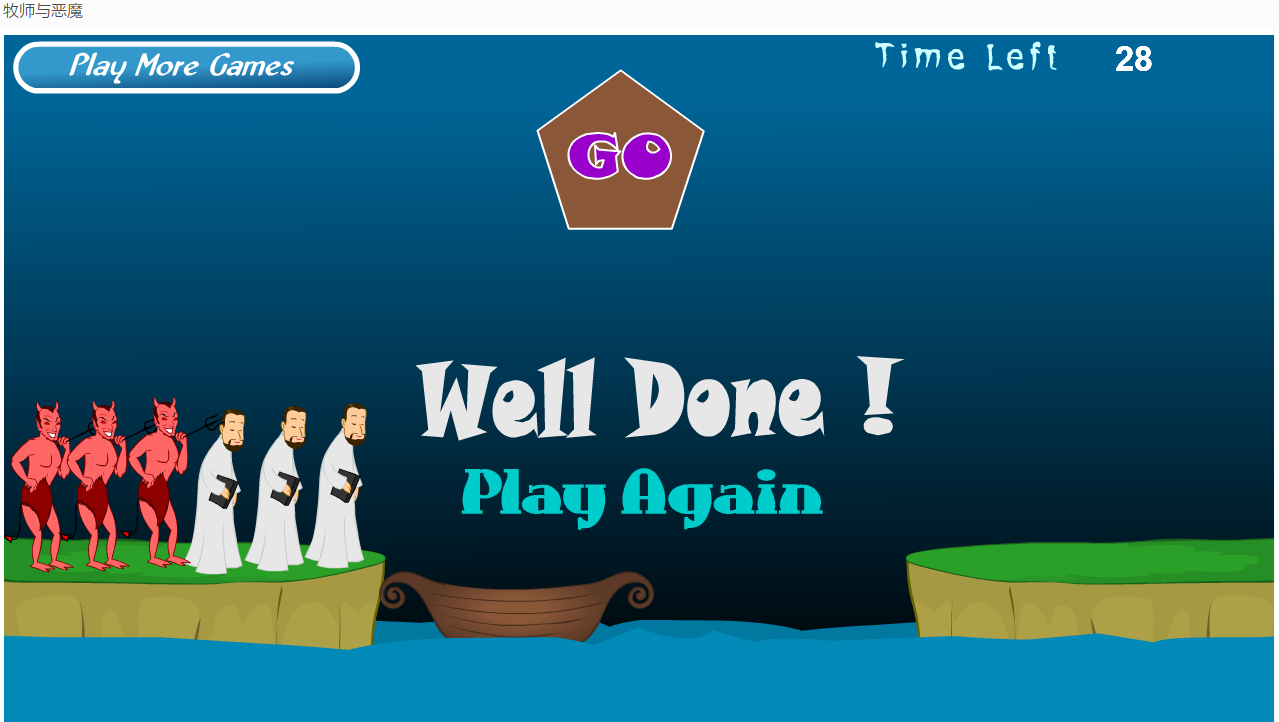 牧师与恶魔
Play More Games
Time Left 28
GO
Well Done !
Play Again